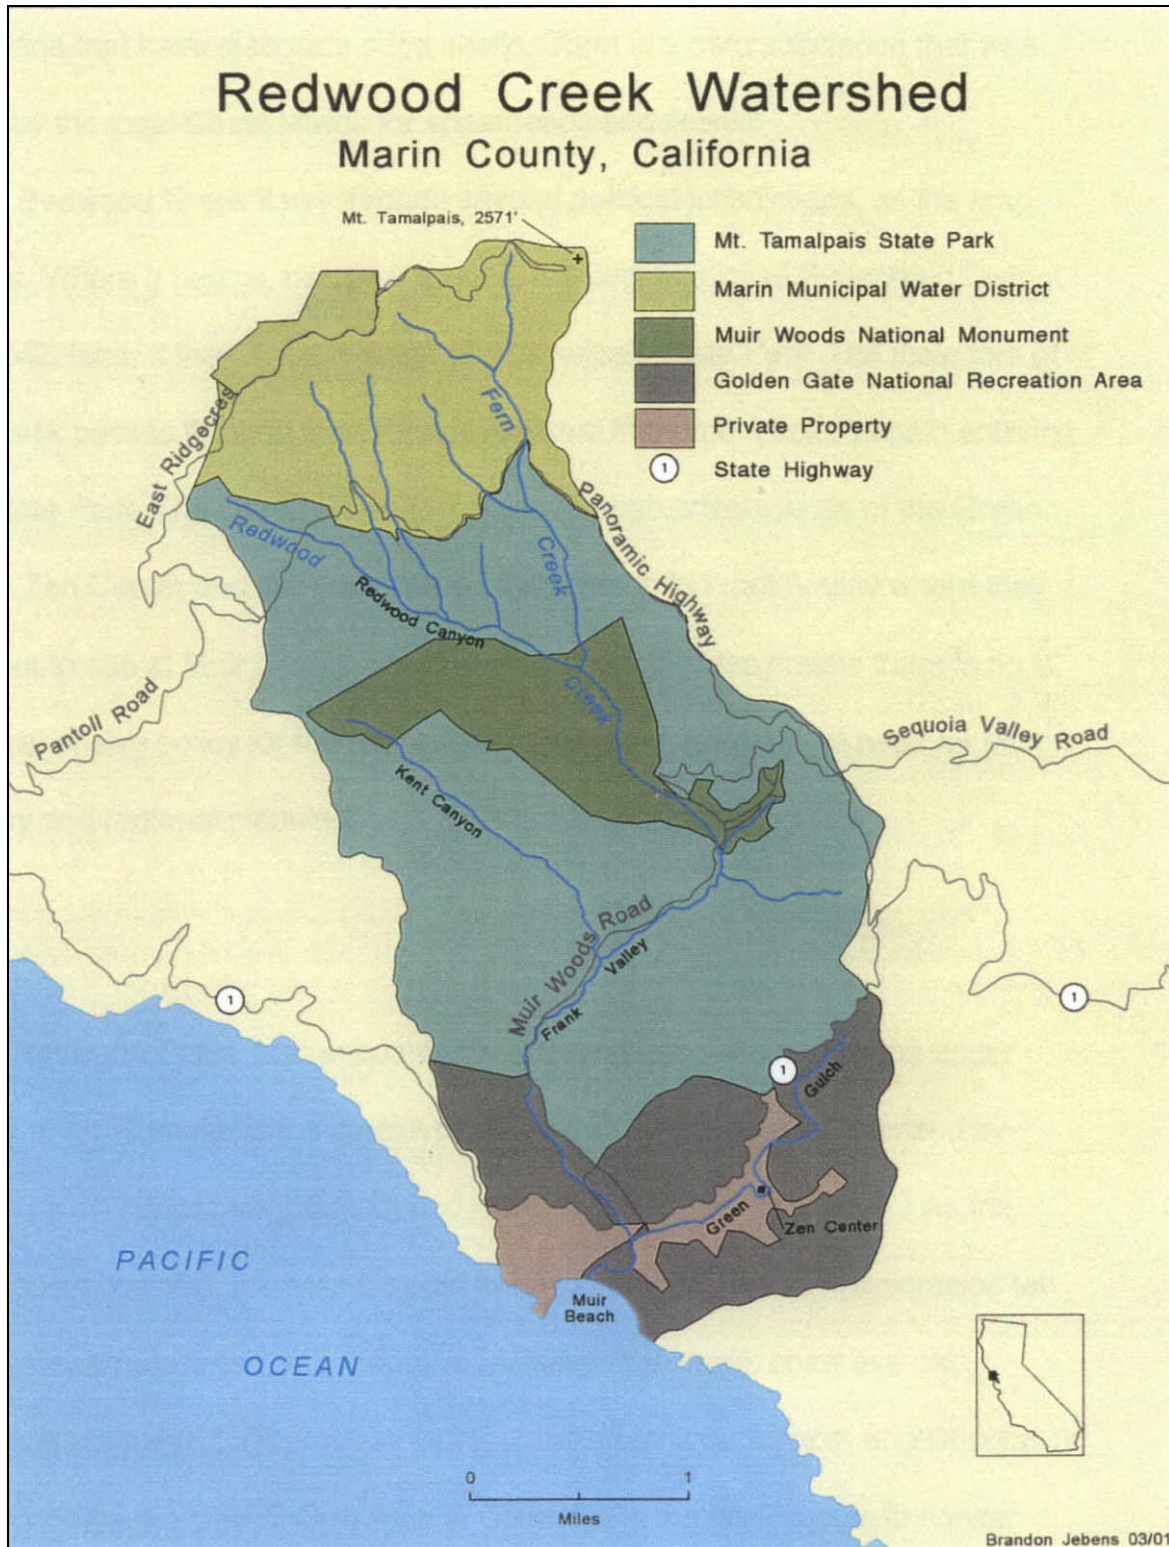 Redwood Creek Watershed
Marin County, California
Mt. Tamalpais, 2571'
Mt. Tamalpais State Park
Marin Municipal Water District
Muir Woods National Monument
Golden Gate National Recreation Area
Private Property
1 State Highway
East Ridgecrest
Fern
Creek
Panoramic Highway
Redwood
Redwood Canyon
Creek
Pantoll Road
Sequoia Valley Road
Kent Canyon
Muir Woods Road
Valley
Frank
1
1
1
Gulch
Green
Zen Center
PACIFIC
OCEAN
Muir
Beach
0 1
Miles
Brandon Jebens 03/01